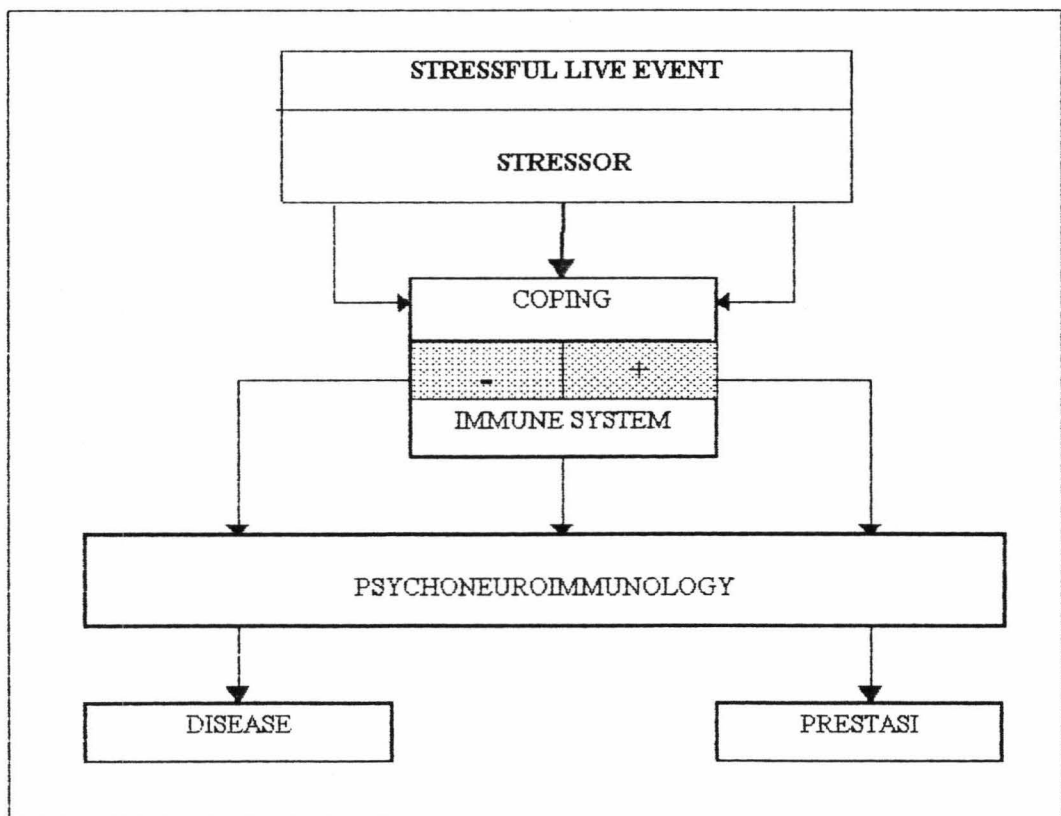 STRESSFUL LIVE EVENT
STRESSOR
COPING
- +
IMMUNE SYSTEM
PSYCHONEUROIMMUNOLOGY
DISEASE PRESTASI